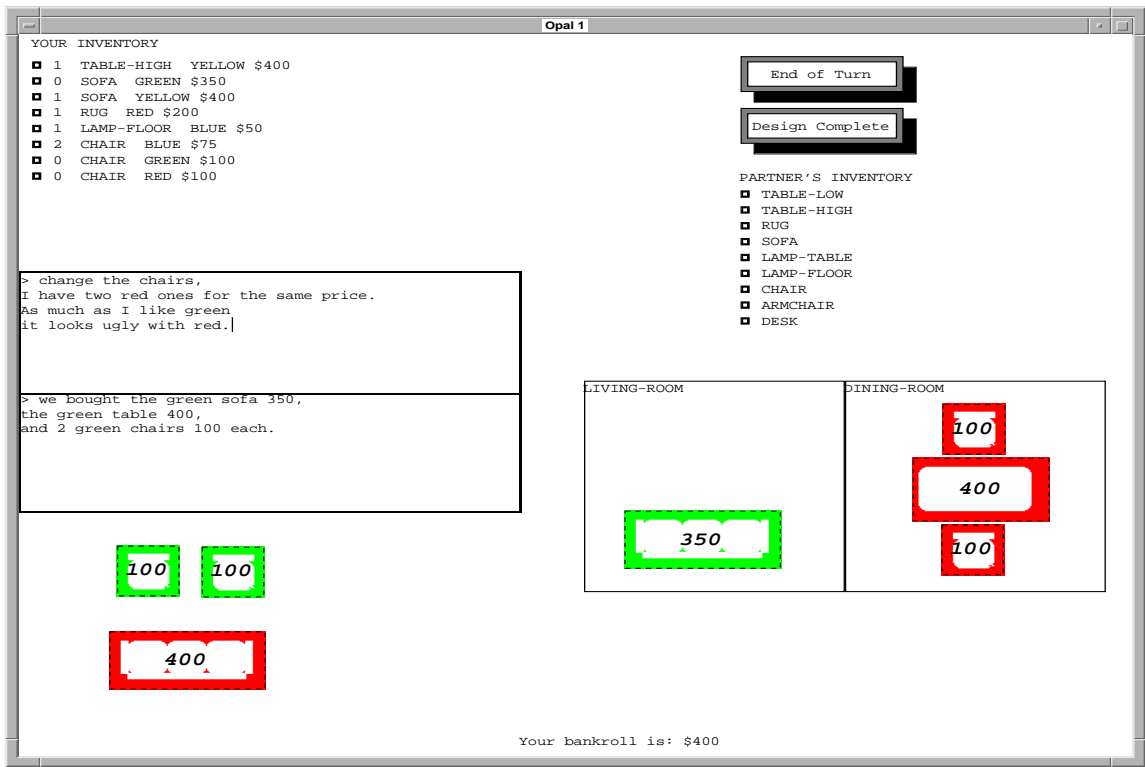 Opal 1
YOUR INVENTORY
1 TABLE-HIGH YELLOW $400
0 SOFA GREEN $350
1 SOFA YELLOW $400
1 RUG RED $200
1 LAMP-FLOOR BLUE $50
2 CHAIR BLUE $75
0 CHAIR GREEN $100
0 CHAIR RED $100
End of Turn
Design Complete
PARTNER'S INVENTORY
TABLE-LOW
TABLE-HIGH
RUG
SOFA
LAMP-TABLE
LAMP-FLOOR
CHAIR
ARMCHAIR
DESK
> change the chairs,
I have two red ones for the same price.
As much as I like green
it looks ugly with red.
> we bought the green sofa 350,
the green table 400,
and 2 green chairs 100 each.
LIVING-ROOM
DINING-ROOM
100
400
350
100
100
100
400
Your bankroll is: $400